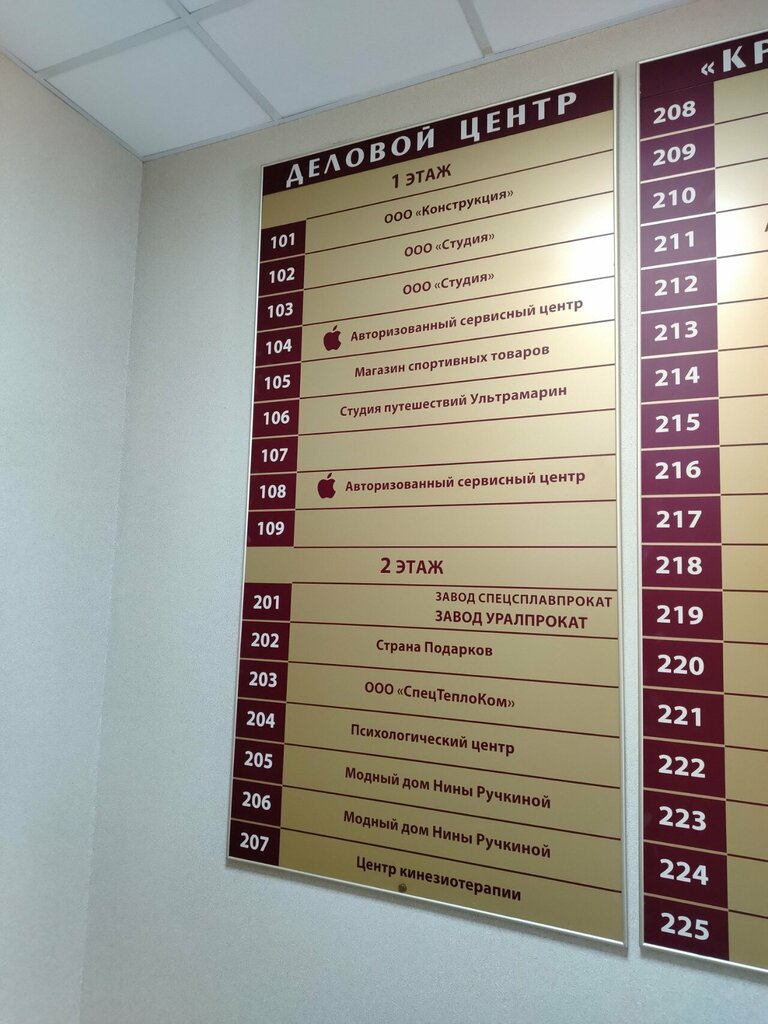 ДЕЛОВОЙ ЦЕНТР
1 ЭТАЖ
101 ООО «Конструкция»
102 ООО «Студия»
103 ООО «Студия»
104 Авторизованный сервисный центр
105 Магазин спортивных товаров
106 Студия путешествий Ультрамарин
107
108 Авторизованный сервисный центр
109
2 ЭТАЖ
201 ЗАВОД СПЕЦСПЛАВПРОКАТ
ЗАВОД УРАЛПРОКАТ
202 Страна Подарков
203 ООО «СпецТеплоКом»
204 Психологический центр
205 Модный дом Нины Ручкиной
206 Модный дом Нины Ручкиной
207 Центр кинезиотерапии
«КР
208
209
210
211
212
213
214
215
216
217
218
219
220
221
222
223
224
225